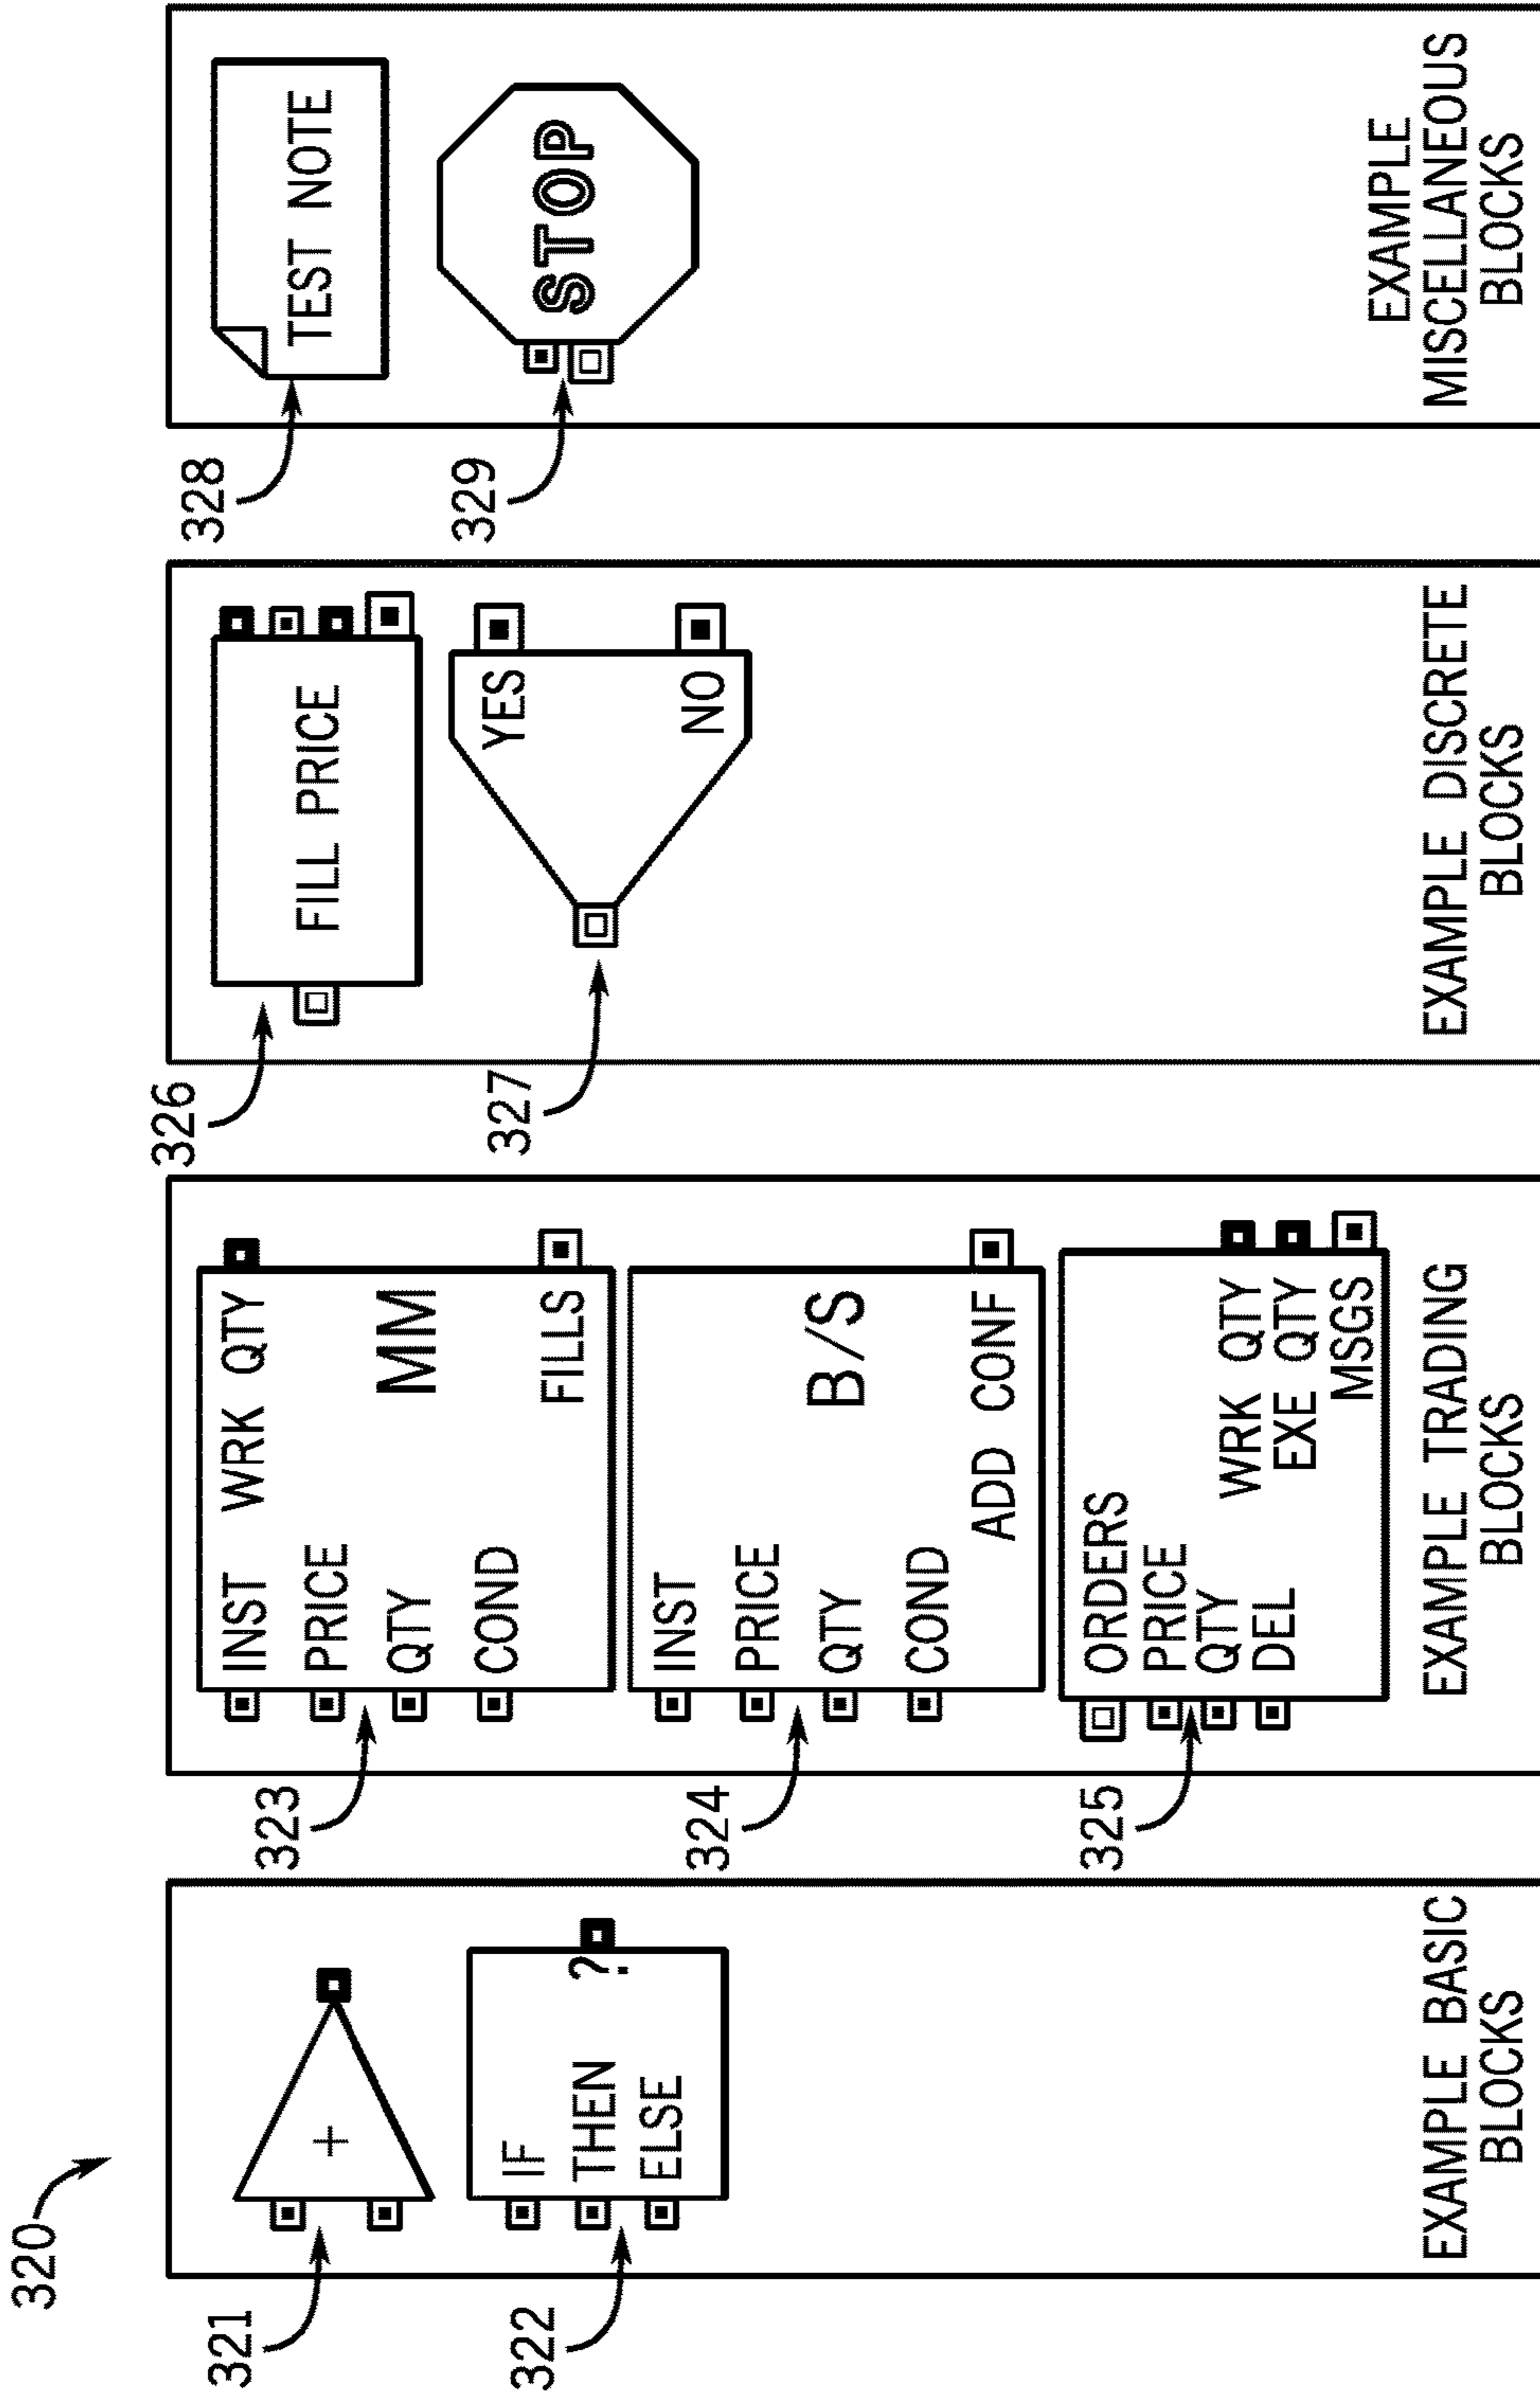 320
321
+
322
IF
THEN ?
ELSE
EXAMPLE BASIC
BLOCKS
323
INST WRK QTY
PRICE
MM
QTY
COND
FILLS
324
INST
PRICE
B/S
QTY
COND
ADD CONF
325
ORDERS
PRICE
QTY WRK QTY
DEL EXE QTY
MSGS
EXAMPLE TRADING
BLOCKS
326
FILL PRICE
327
YES
NO
EXAMPLE DISCRETE
BLOCKS
328
TEST NOTE
329
STOP
EXAMPLE
MISCELLANEOUS
BLOCKS